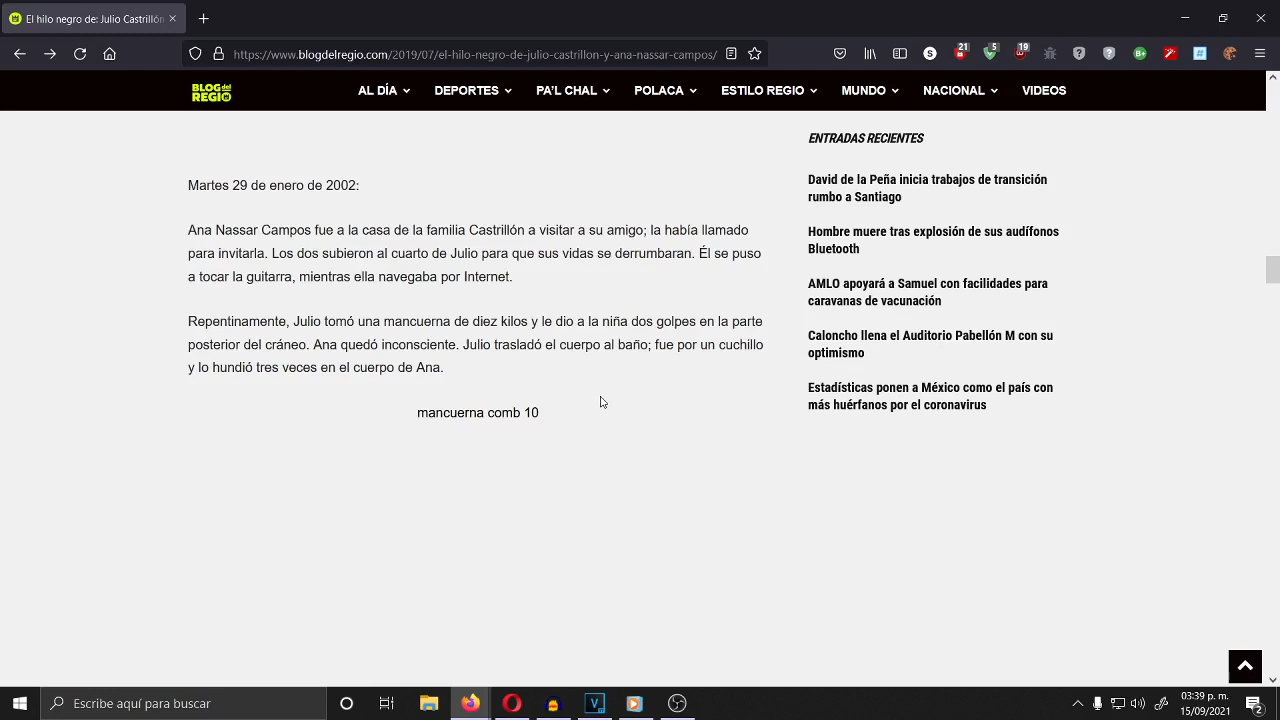 El hilo negro de: Julio Castrillón
https://www.blogdelregio.com/2019/07/el-hilo-negro-de-julio-castrillon-y-ana-nassar-campos/
S
21
5
19
B+
#
BLOG del
REGIO
AL DÍA
DEPORTES
PA'L CHAL
POLACA
ESTILO REGIO
MUNDO
NACIONAL
VIDEOS
Martes 29 de enero de 2002:
Ana Nassar Campos fue a la casa de la familia Castrillón a visitar a su amigo; la había llamado
para invitarla. Los dos subieron al cuarto de Julio para que sus vidas se derrumbaran. Él se puso
a tocar la guitarra, mientras ella navegaba por Internet.
Repentinamente, Julio tomó una mancuerna de diez kilos y le dio a la niña dos golpes en la parte
posterior del cráneo. Ana quedó inconsciente. Julio trasladó el cuerpo al baño; fue por un cuchillo
y lo hundió tres veces en el cuerpo de Ana.
mancuerna comb 10
ENTRADAS RECIENTES
David de la Peña inicia trabajos de transición
rumbo a Santiago
Hombre muere tras explosión de sus audífonos
Bluetooth
AMLO apoyará a Samuel con facilidades para
caravanas de vacunación
Caloncho llena el Auditorio Pabellón M con su
optimismo
Estadísticas ponen a México como el país con
más huérfanos por el coronavirus
Escribe aquí para buscar
V
03:39 p. m.
15/09/2021
2